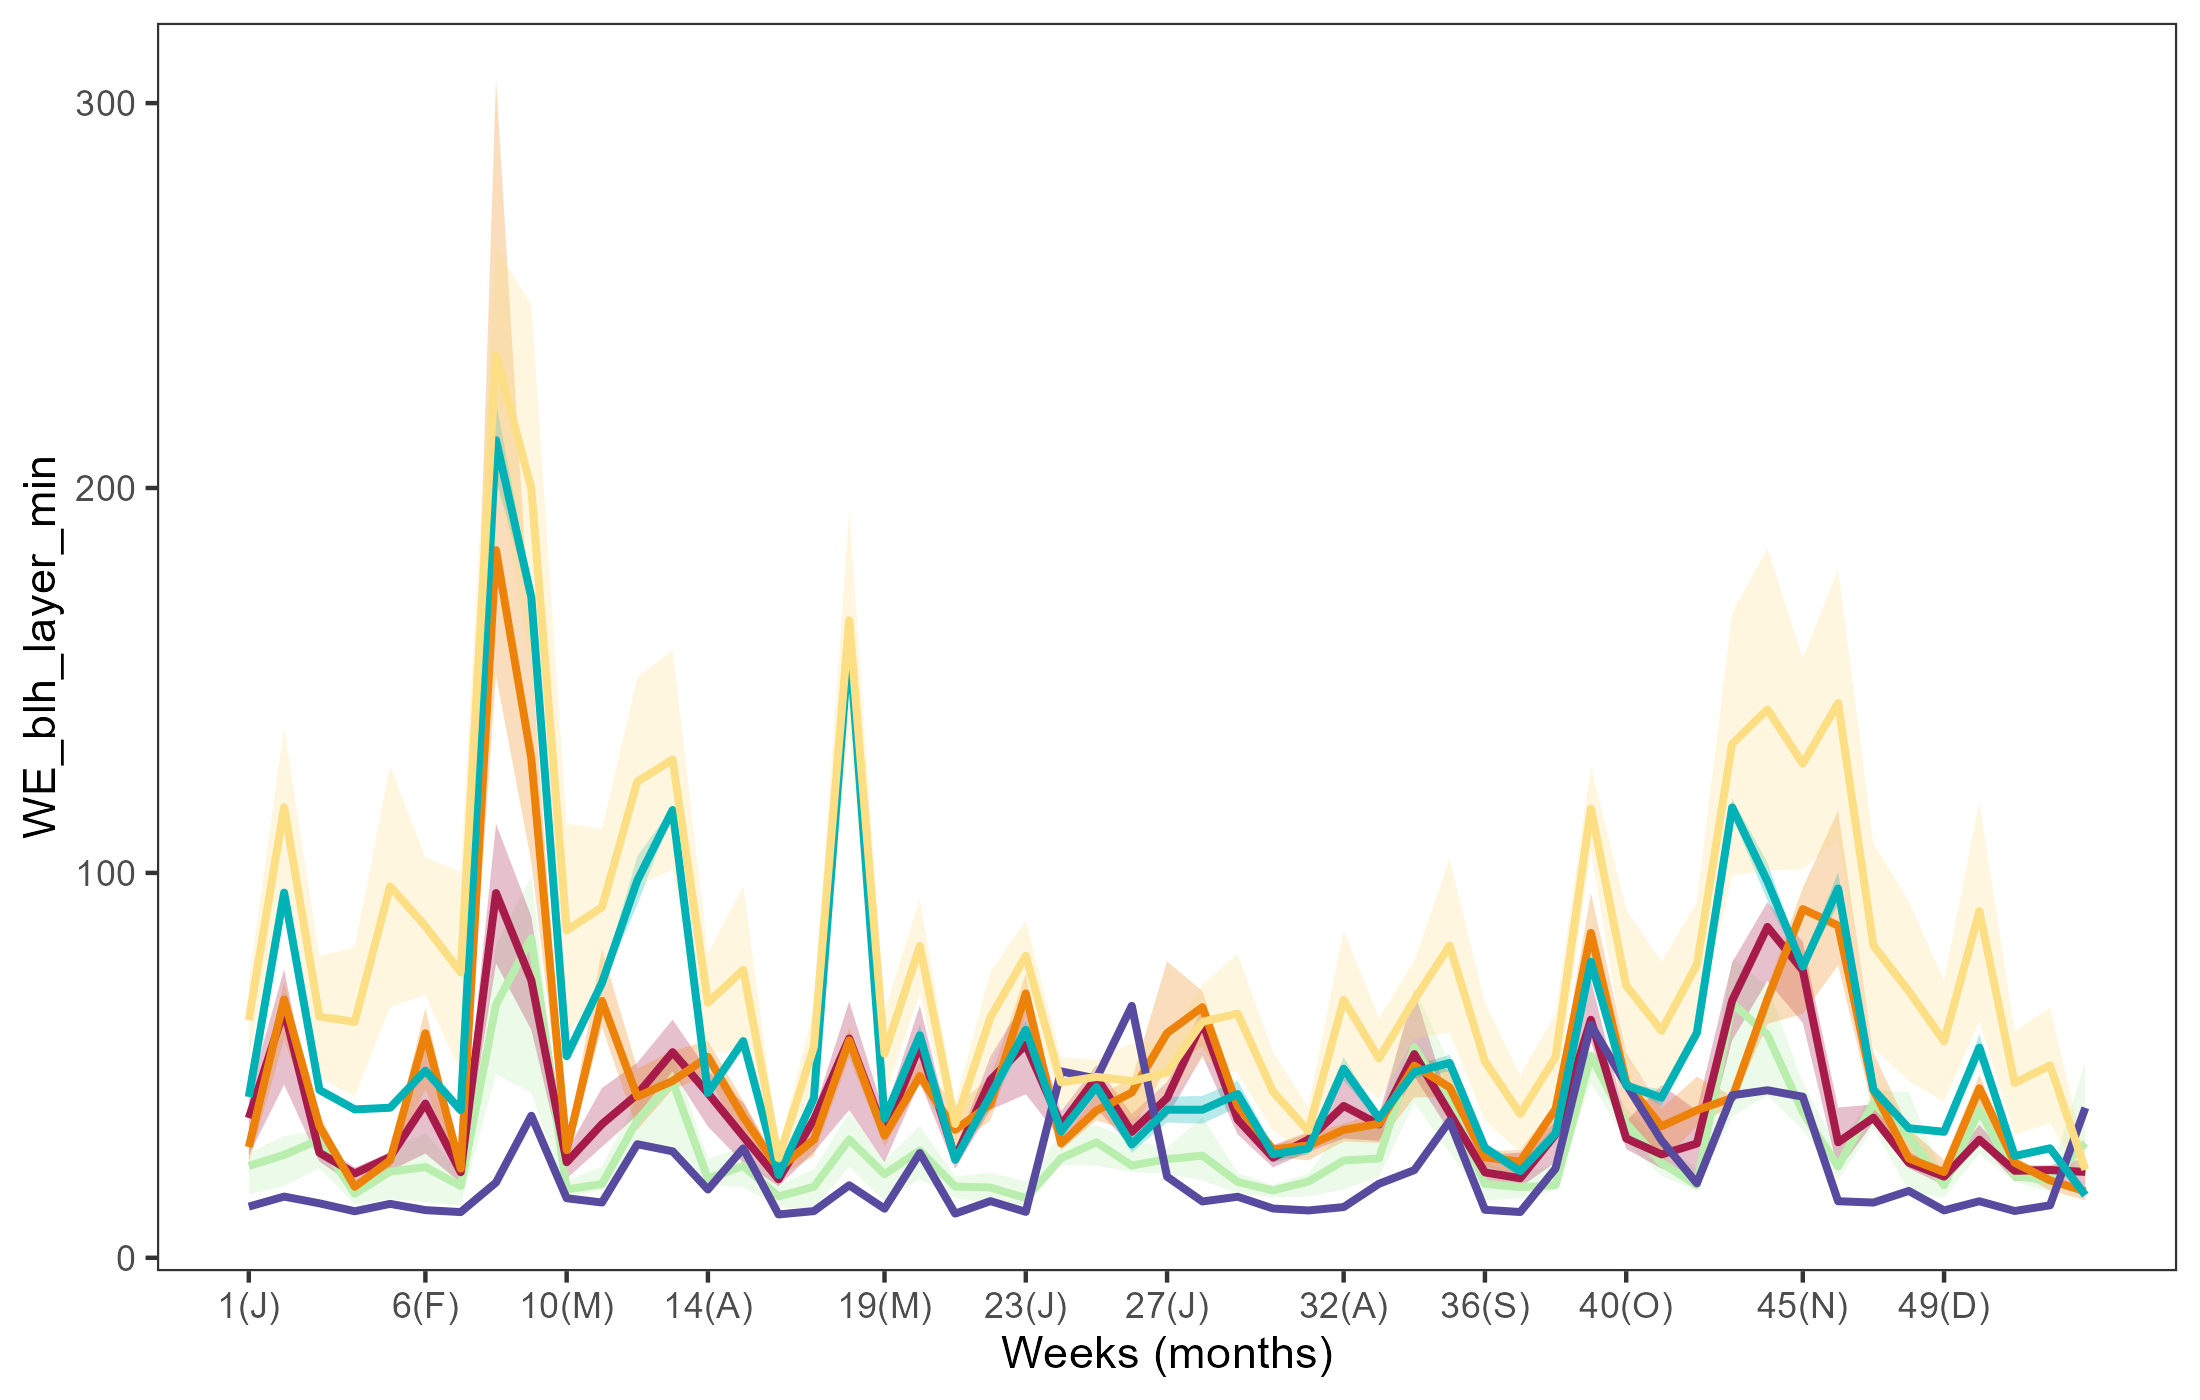 WE_blh_layer_min
300
200
100
0
1(J) 6(F) 10(M) 14(A) 19(M) 23(J) 27(J) 32(A) 36(S) 40(O) 45(N) 49(D)
Weeks (months)